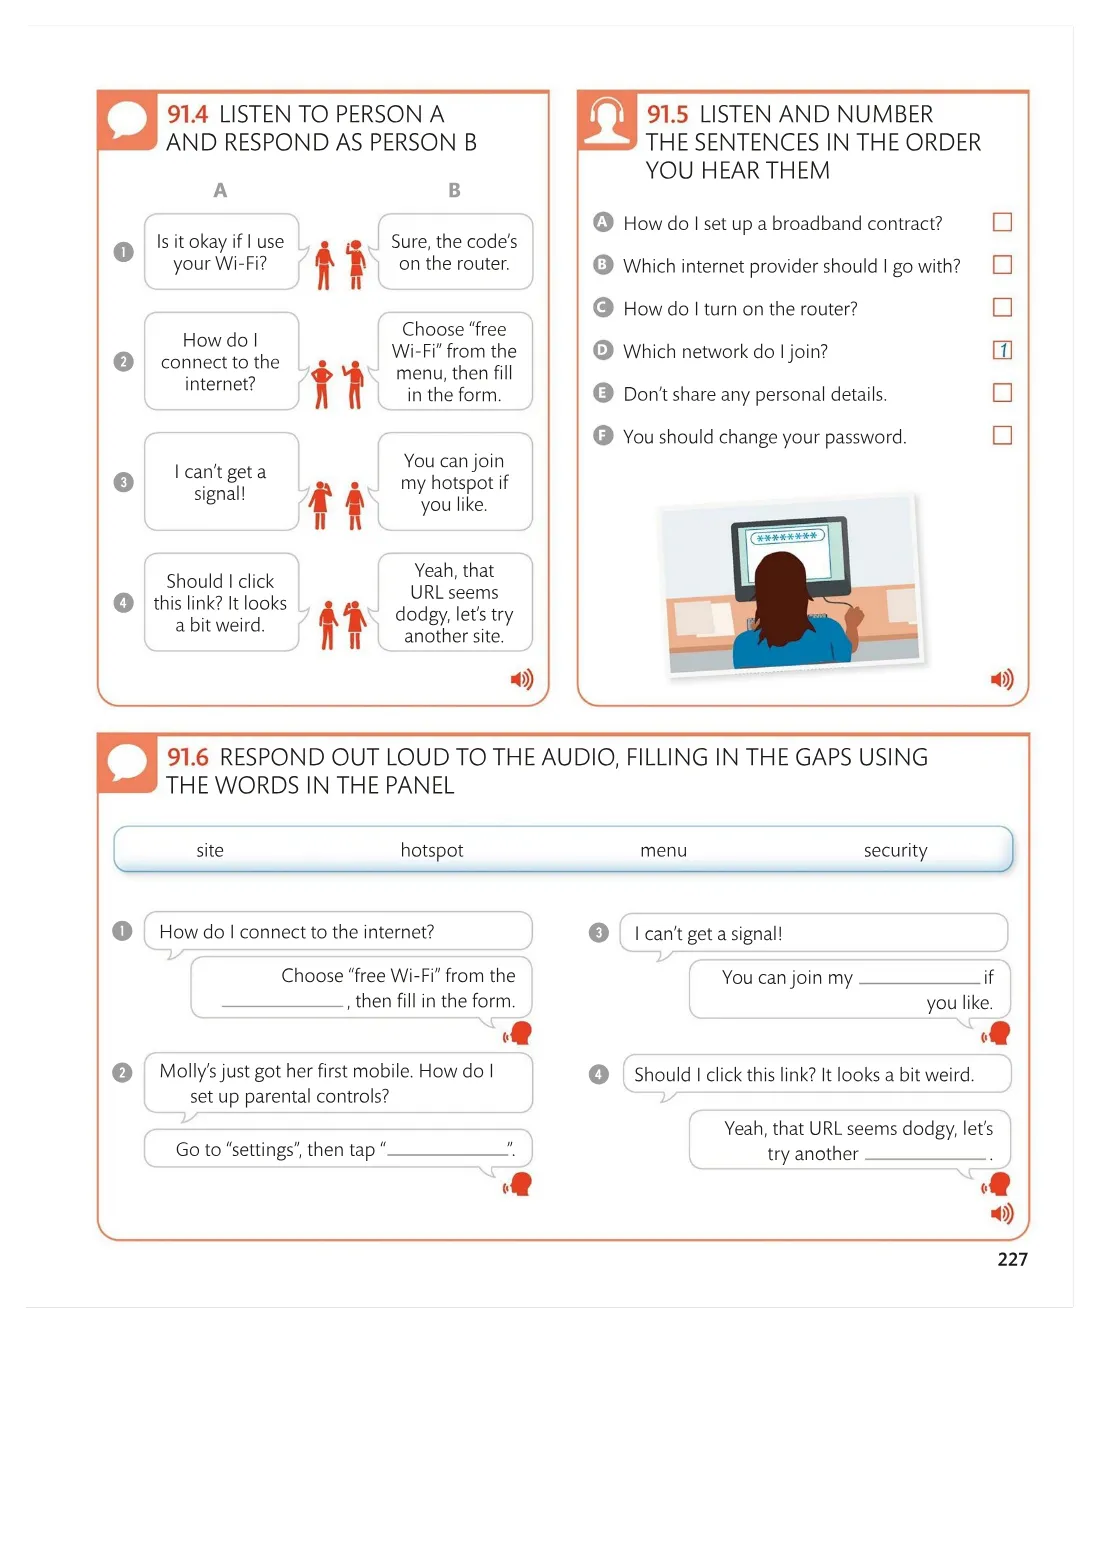 91.4 LISTEN TO PERSON A
AND RESPOND AS PERSON B
A
B
1
Is it okay if I use
your Wi-Fi?
Sure, the code's
on the router.
2
How do I
connect to the
internet?
Choose “free
Wi-Fi” from the
menu, then fill
in the form.
3
I can't get a
signal!
You can join
my hotspot if
you like.
4
Should I click
this link? It looks
a bit weird.
Yeah, that
URL seems
dodgy, let's try
another site.
91.5 LISTEN AND NUMBER
THE SENTENCES IN THE ORDER
YOU HEAR THEM
A How do I set up a broadband contract?
B Which internet provider should I go with?
C How do I turn on the router?
D Which network do I join? 1
E Don't share any personal details.
F You should change your password.
********
91.6 RESPOND OUT LOUD TO THE AUDIO, FILLING IN THE GAPS USING
THE WORDS IN THE PANEL
site hotspot menu security
1 How do I connect to the internet?
Choose “free Wi-Fi” from the
____________ , then fill in the form.
2 Molly's just got her first mobile. How do I
set up parental controls?
Go to “settings”, then tap “____________”.
3 I can't get a signal!
You can join my ____________ if
you like.
4 Should I click this link? It looks a bit weird.
Yeah, that URL seems dodgy, let's
try another ____________ .
227